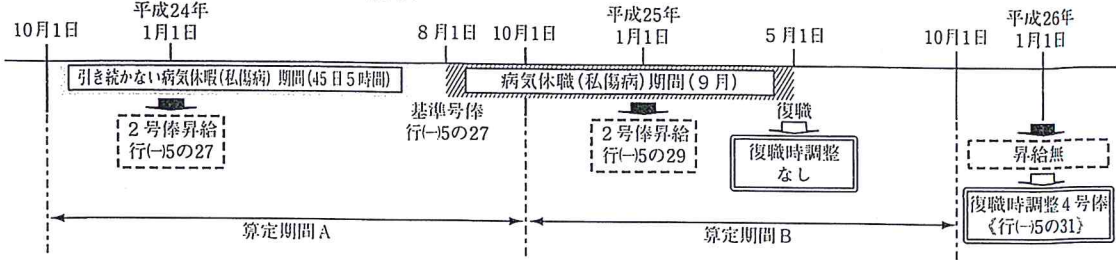 平成24年
平成25年
平成26年
10月1日
1月1日
8月1日
10月1日
1月1日
5月1日
10月1日
1月1日
引き続かない病気休暇(私傷病)期間(45日5時間)
病気休職(私傷病)期間(9月)
2号俸昇給
行(一)5の27
基準号俸
行(一)5の27
2号俸昇給
行(一)5の29
復職
復職時調整
なし
昇給無
復職時調整4号俸
《行(一)5の31》
算定期間A
算定期間B